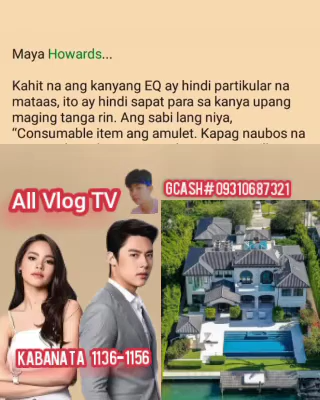 Maya Howards...
Kahit na ang kanyang EQ ay hindi partikular na
mataas, ito ay hindi sapat para sa kanya upang
maging tanga rin. Ang sabi lang niya,
“Consumable item ang amulet. Kapag naubos na
All Vlog TV
GCASH# 09310687321
KABANATA 1136-1156